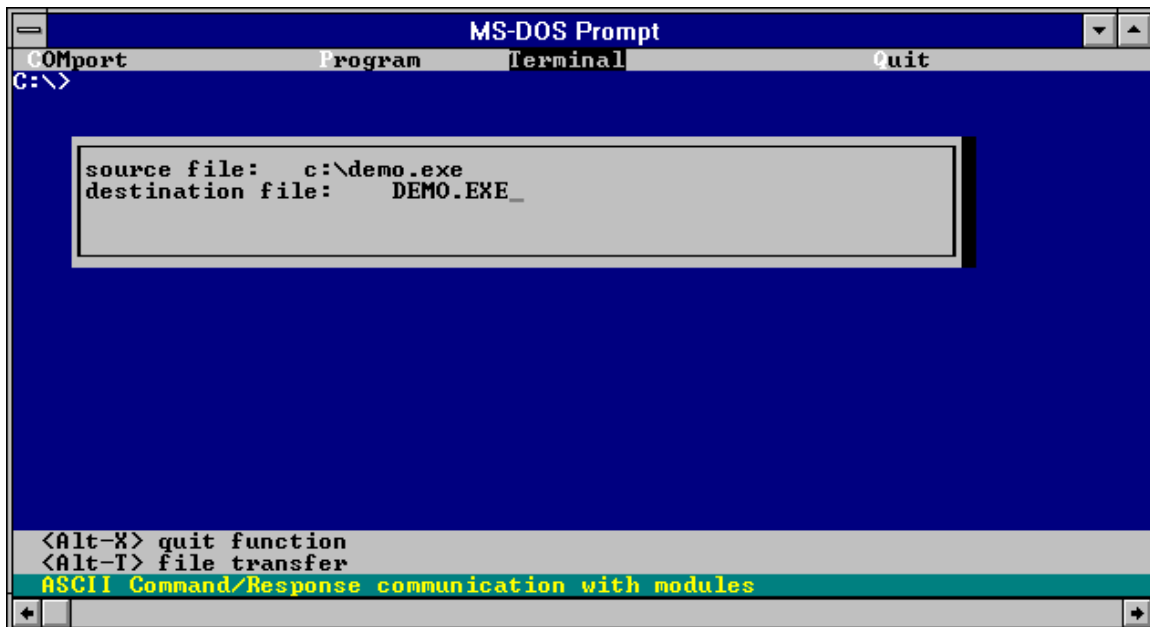 MS-DOS Prompt
COMport Program Terminal Quit
C:\>
source file: c:\demo.exe
destination file: DEMO.EXE_
<Alt-X> quit function
<Alt-T> file transfer
ASCII Command/Response communication with modules